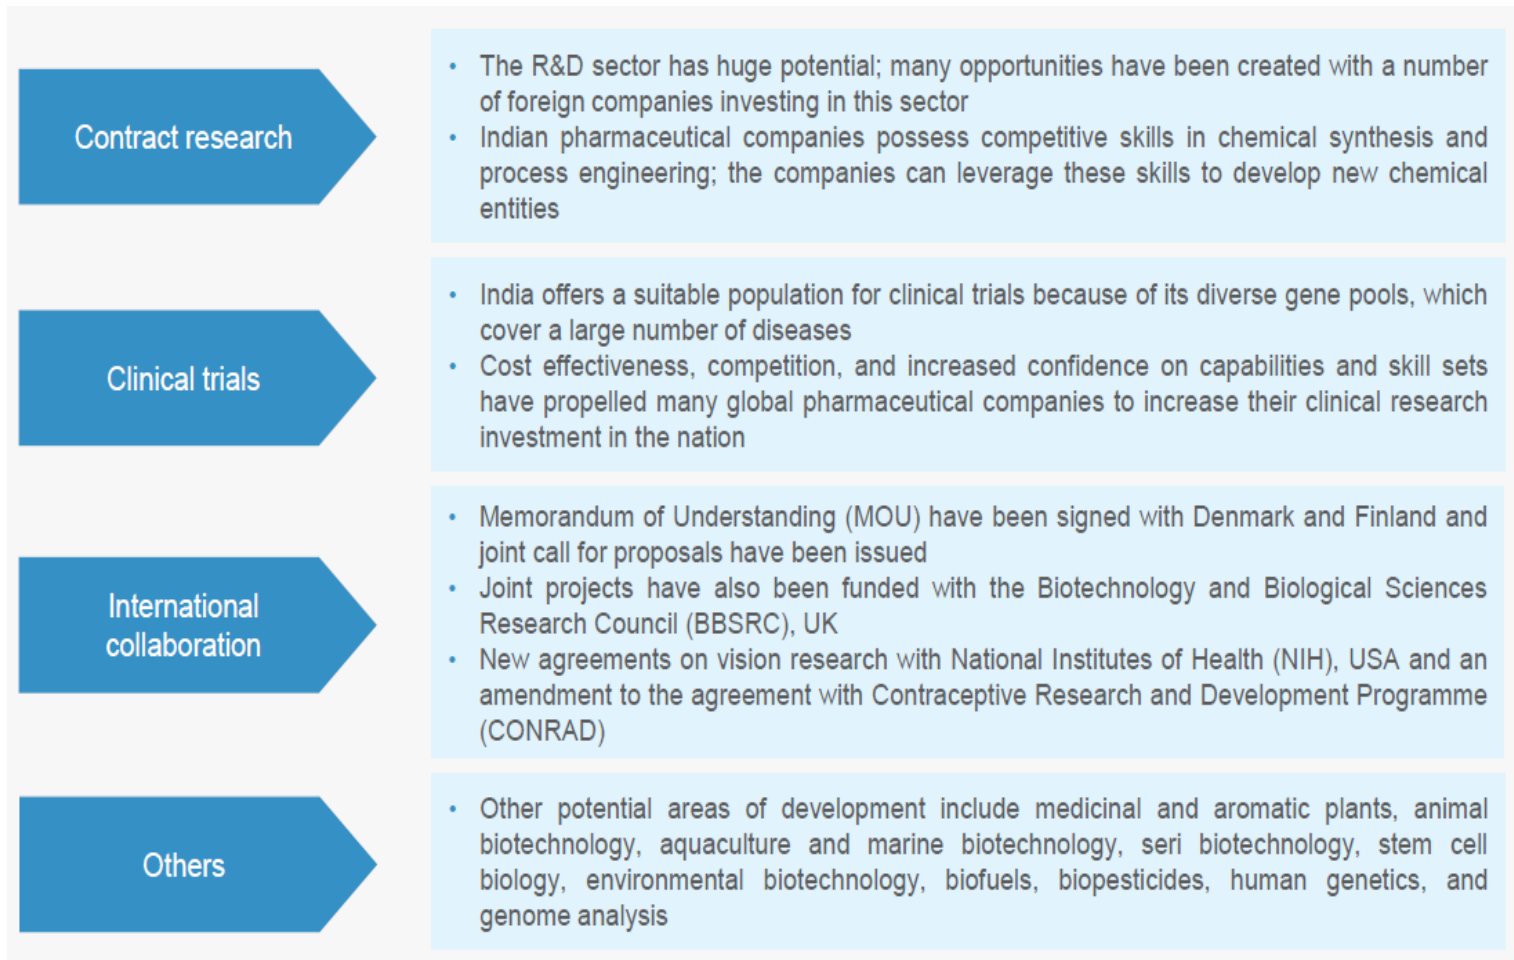 Contract research
• The R&D sector has huge potential; many opportunities have been created with a number
of foreign companies investing in this sector
• Indian pharmaceutical companies possess competitive skills in chemical synthesis and
process engineering; the companies can leverage these skills to develop new chemical
entities
Clinical trials
• India offers a suitable population for clinical trials because of its diverse gene pools, which
cover a large number of diseases
• Cost effectiveness, competition, and increased confidence on capabilities and skill sets
have propelled many global pharmaceutical companies to increase their clinical research
investment in the nation
International
collaboration
• Memorandum of Understanding (MOU) have been signed with Denmark and Finland and
joint call for proposals have been issued
• Joint projects have also been funded with the Biotechnology and Biological Sciences
Research Council (BBSRC), UK
• New agreements on vision research with National Institutes of Health (NIH), USA and an
amendment to the agreement with Contraceptive Research and Development Programme
(CONRAD)
Others
• Other potential areas of development include medicinal and aromatic plants, animal
biotechnology, aquaculture and marine biotechnology, seri biotechnology, stem cell
biology, environmental biotechnology, biofuels, biopesticides, human genetics, and
genome analysis